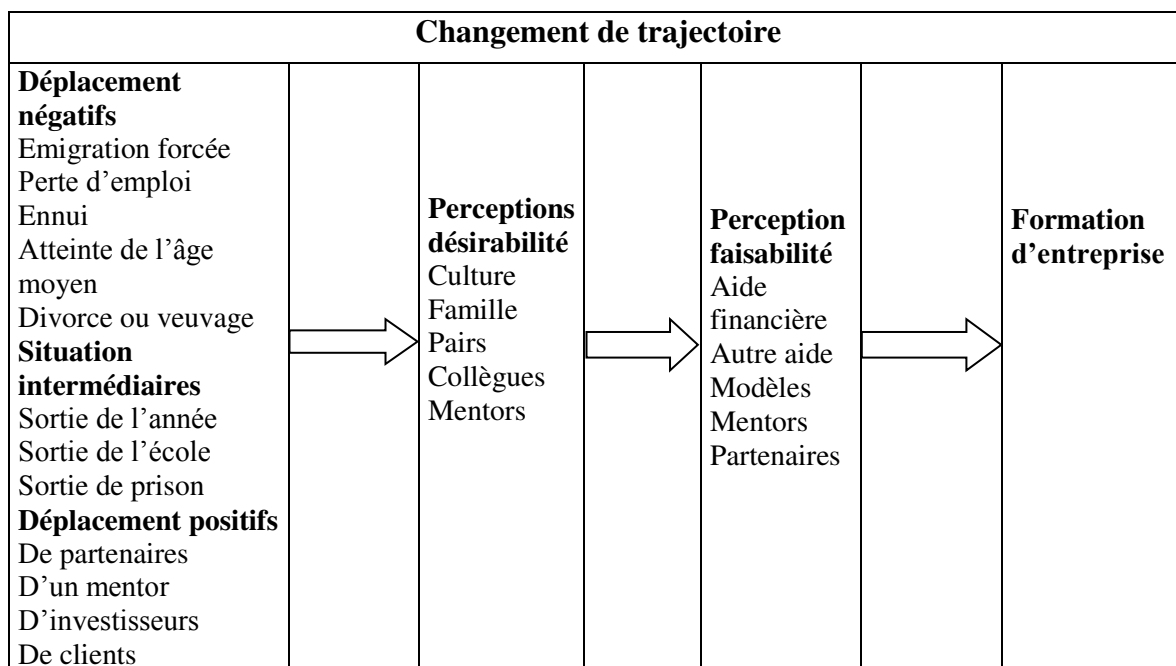 Changement de trajectoire
Déplacement
négatifs
Emigration forcée
Perte d'emploi
Ennui
Atteinte de l'âge
moyen
Divorce ou veuvage
Situation
intermédiaires
Sortie de l'année
Sortie de l'école
Sortie de prison
Déplacement positifs
De partenaires
D'un mentor
D'investisseurs
De clients
Perceptions
désirabilité
Culture
Famille
Pairs
Collègues
Mentors
Perception
faisabilité
Aide
financière
Autre aide
Modèles
Mentors
Partenaires
Formation
d'entreprise